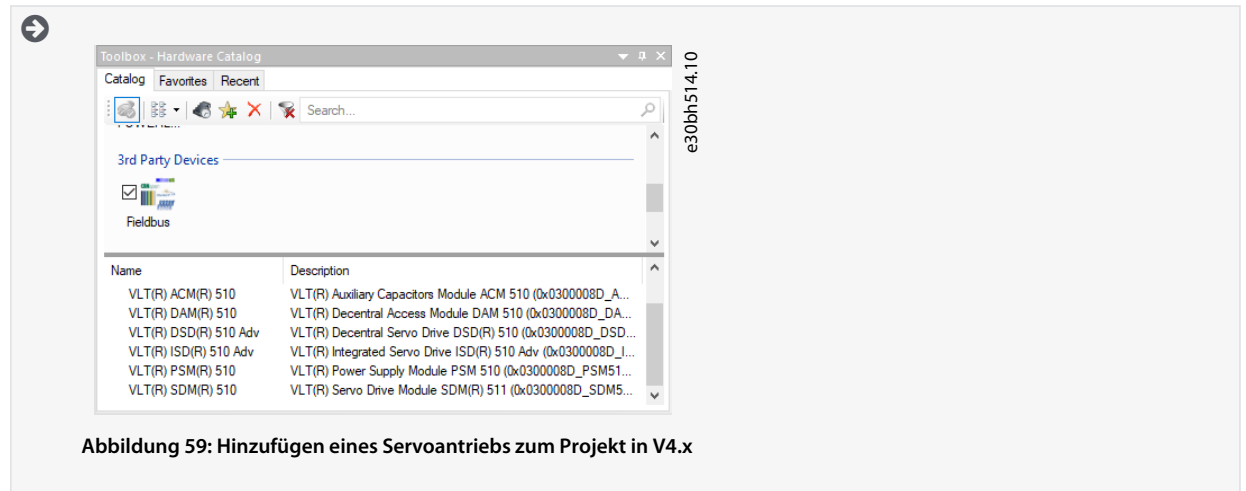 Toolbox - Hardware Catalog
Catalog Favorites Recent
Search...
3rd Party Devices
Fieldbus
Name Description
VLT(R) ACM(R) 510 VLT(R) Auxiliary Capacitors Module ACM 510 (0x0300008D_A...
VLT(R) DAM(R) 510 VLT(R) Decentral Access Module DAM 510 (0x0300008D_DA...
VLT(R) DSD(R) 510 Adv VLT(R) Decentral Servo Drive DSD(R) 510 (0x0300008D_DSD...
VLT(R) ISD(R) 510 Adv VLT(R) Integrated Servo Drive ISD(R) 510 Adv (0x0300008D_I...
VLT(R) PSM(R) 510 VLT(R) Power Supply Module PSM 510 (0x0300008D_PSM51...
VLT(R) SDM(R) 510 VLT(R) Servo Drive Module SDM(R) 511 (0x0300008D_SDM5...
e30bh514.10
Abbildung 59: Hinzufügen eines Servoantriebs zum Projekt in V4.x